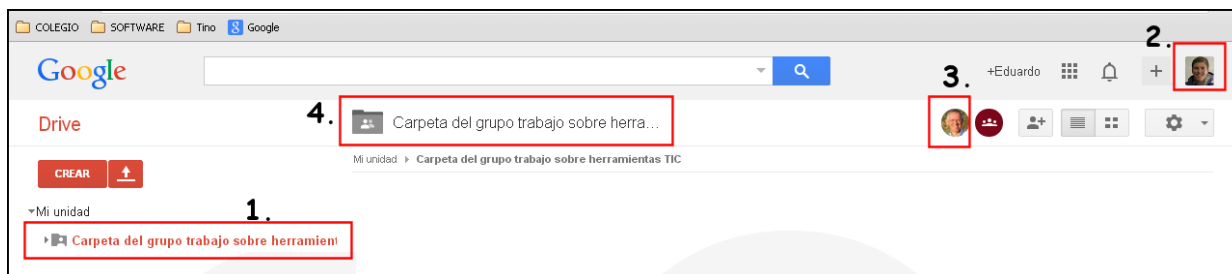 COLEGIO SOFTWARE Tino Google
2.
Google
3. +Eduardo
4. Carpeta del grupo trabajo sobre herra...
Drive
Mi unidad Carpeta del grupo trabajo sobre herramientas TIC
CREAR
Mi unidad
1.
Carpeta del grupo trabajo sobre herramient